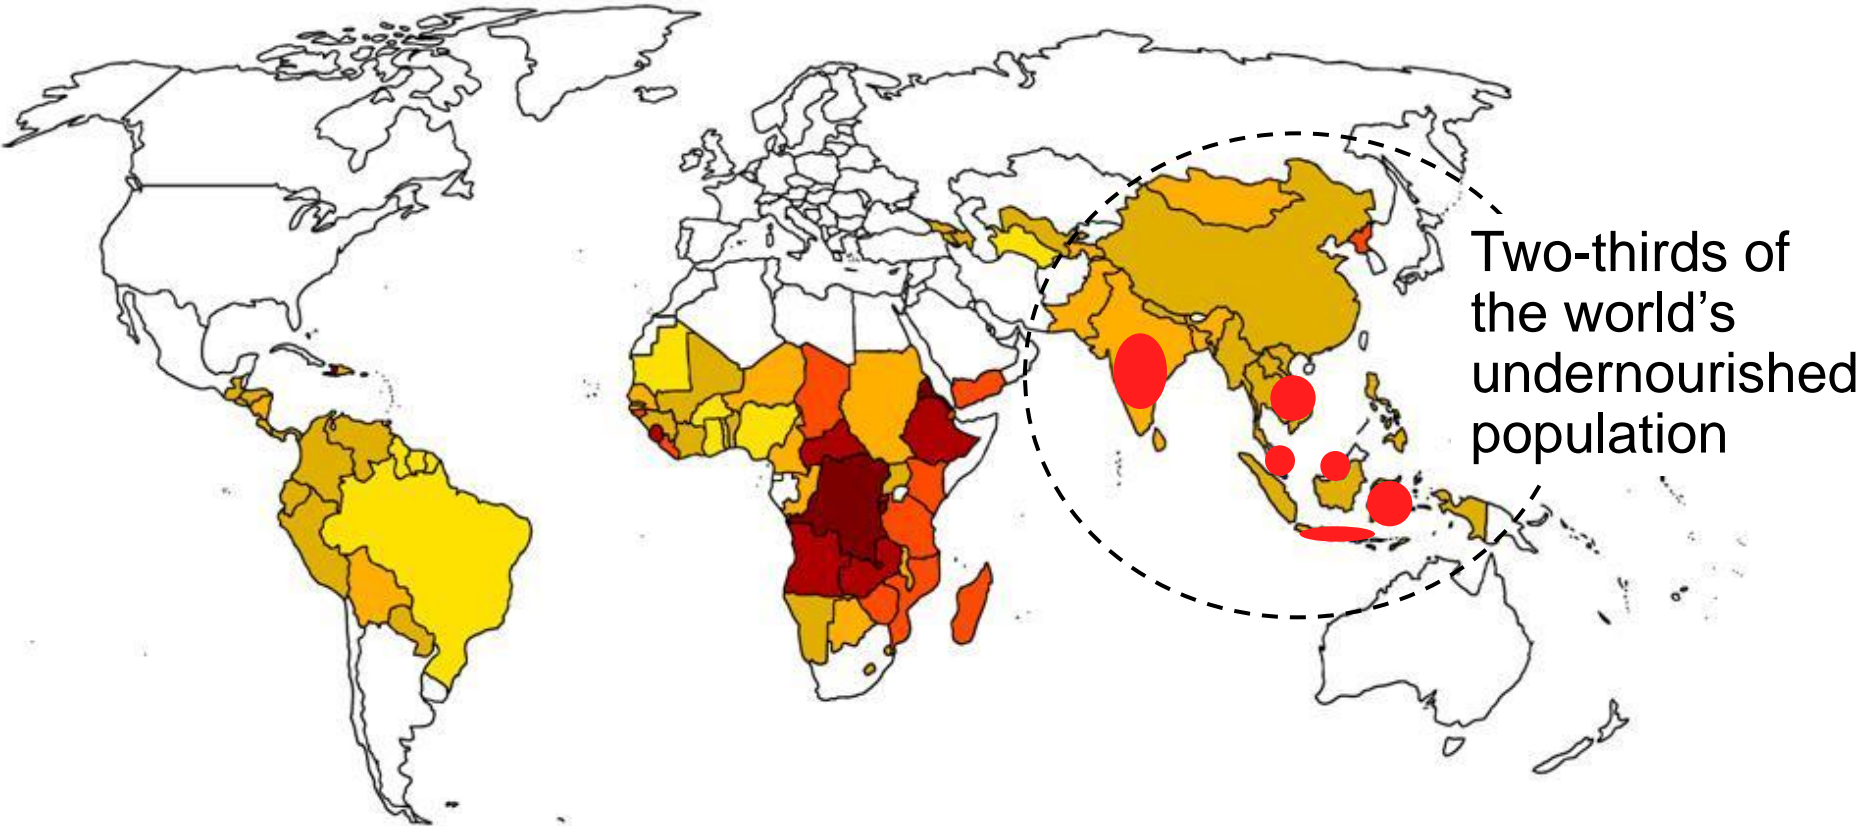 Two-thirds of
the world’s
undernourished
population